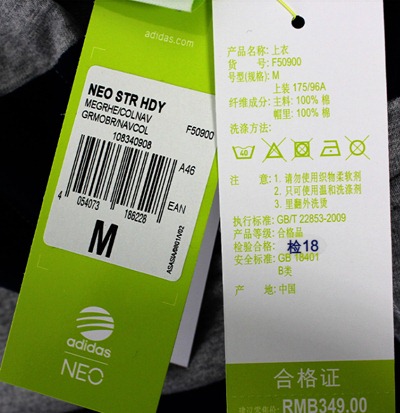 adidas.com
NEO STR HDY
MEGRHE/COLNAV
GRMOBR/NAVCOL
F50900
108340908
A46
4
054073
186228
EAN
M
ASASIA/8601/V02
adidas
NEO
产品名称：上衣
货 号：F50900
号型(规格)：M
上装 175/96A
纤维成分：主料：100% 棉
帽里：100% 棉
洗涤方法：
40
注意：1. 请勿使用织物柔软剂
2. 只可使用温和洗涤剂
3. 里翻外洗烫
执行标准：GB/T 22853-2009
产品等级：合格品
检验合格：检18
安全标准：GB 18401
B类
产 地：中国
合格证
RMB349.00